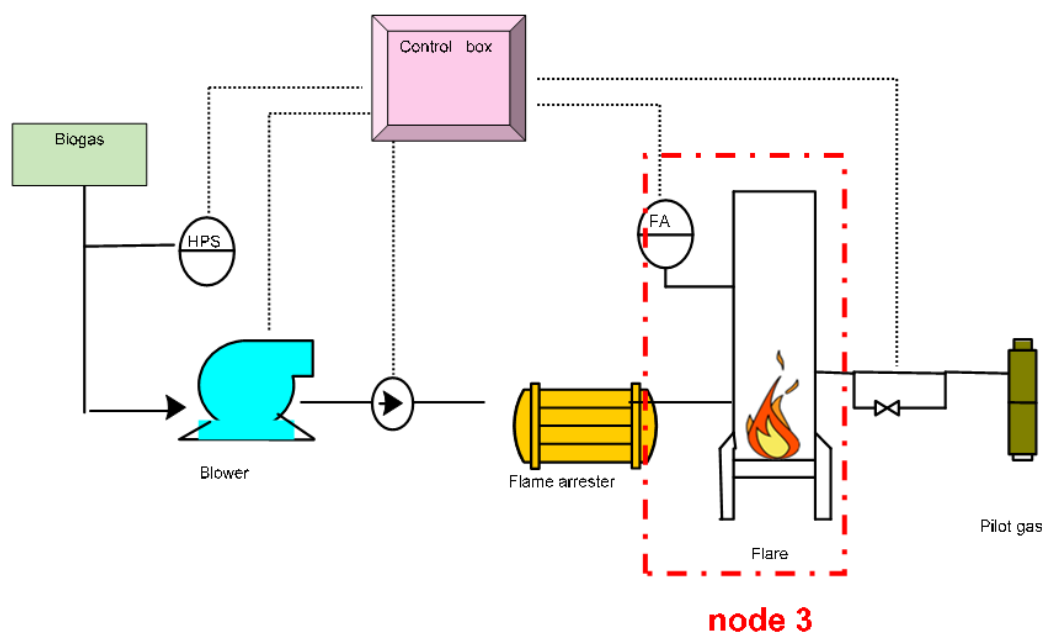 Control box
Biogas
HPS
FA
Blower
Flame arrester
Flare
Pilot gas
node 3